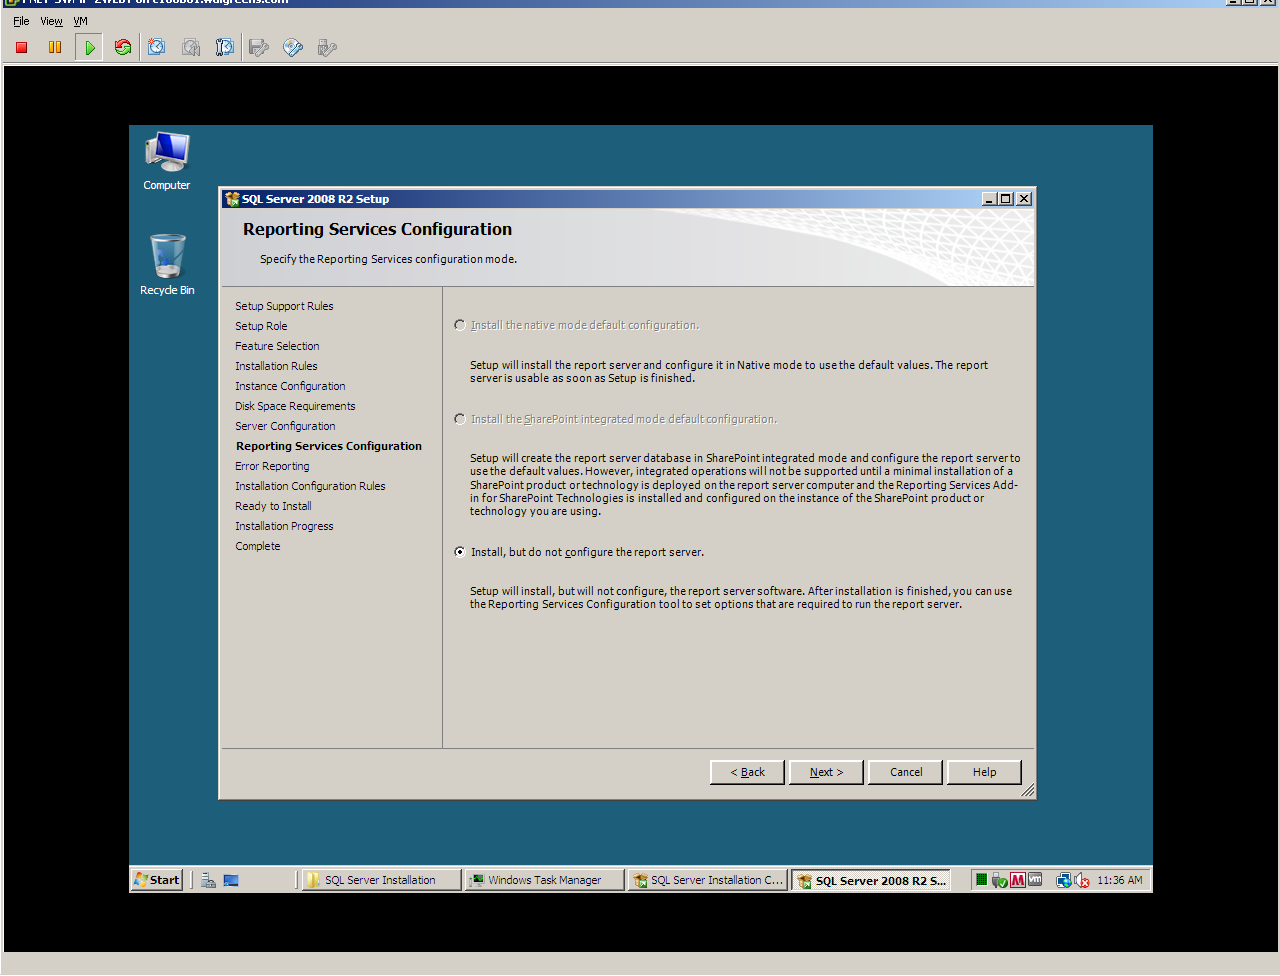 File View VM
Computer
Recycle Bin
SQL Server 2008 R2 Setup
Reporting Services Configuration
Specify the Reporting Services configuration mode.
Setup Support Rules
Setup Role
Feature Selection
Installation Rules
Instance Configuration
Disk Space Requirements
Server Configuration
Reporting Services Configuration
Error Reporting
Installation Configuration Rules
Ready to Install
Installation Progress
Complete
Install the native mode default configuration.
Setup will install the report server and configure it in Native mode to use the default values. The report
server is usable as soon as Setup is finished.
Install the SharePoint integrated mode default configuration.
Setup will create the report server database in SharePoint integrated mode and configure the report server to
use the default values. However, integrated operations will not be supported until a minimal installation of a
SharePoint product or technology is deployed on the report server computer and the Reporting Services Add-
in for SharePoint Technologies is installed and configured on the instance of the SharePoint product or
technology you are using.
Install, but do not configure the report server.
Setup will install, but will not configure, the report server software. After installation is finished, you can use
the Reporting Services Configuration tool to set options that are required to run the report server.
< Back
Next >
Cancel
Help
Start
SQL Server Installation
Windows Task Manager
SQL Server Installation C...
SQL Server 2008 R2 S...
11:36 AM